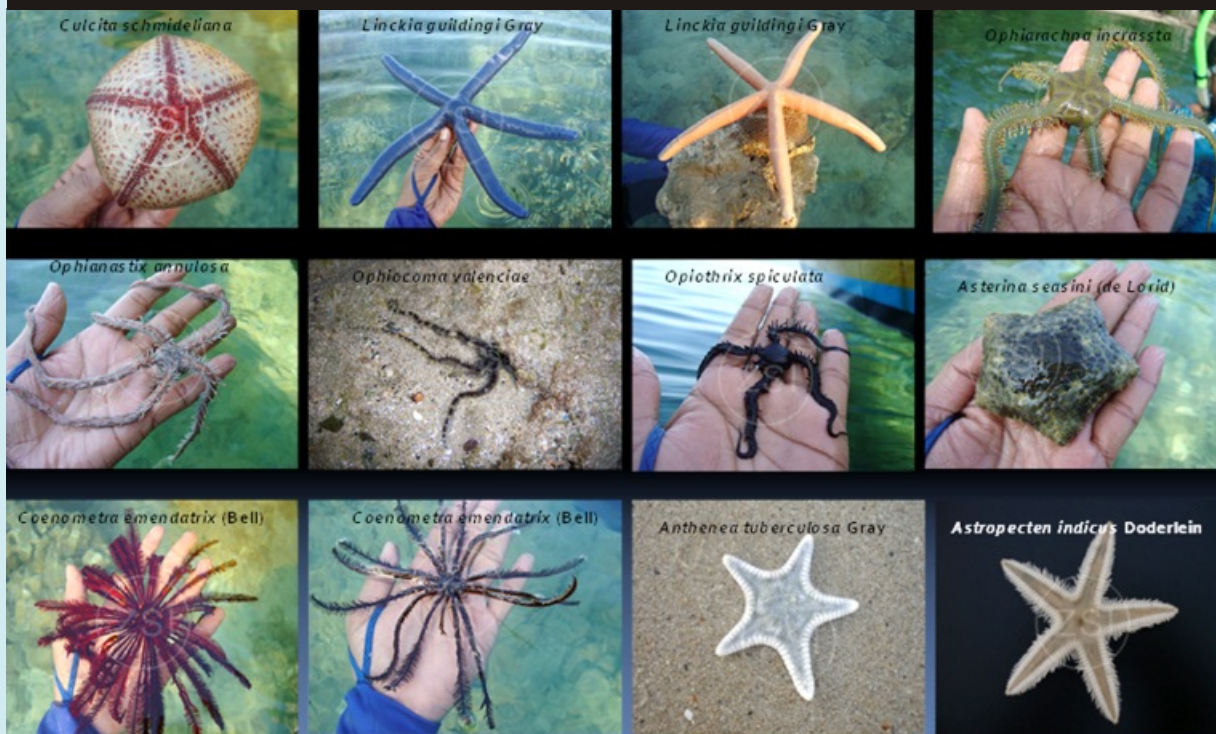 Culcita schmideliana
Linckia guildingi Gray
Linckia guildingi Gray
Ophiarachna incrassta
Ophianastix annulosa
Ophiocoma valenciae
Opiothrix spiculata
Asterina seasini (de Lorid)
Coenometra emendatrix (Bell)
Coenometra emendatrix (Bell)
Anthenea tuberculosa Gray
Astropecten indicus Doderlein